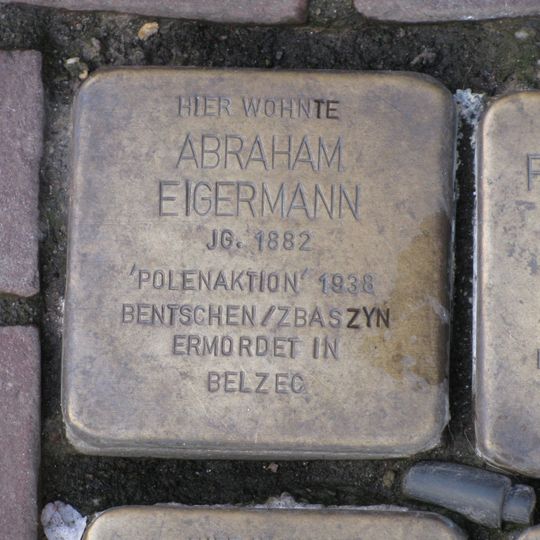 HIER WOHNTE
ABRAHAM
EIGERMANN
JG. 1882
'POLENAKTION' 1938
BENTSCHEN/ZBASZYN
ERMORDET IN
BELZEC